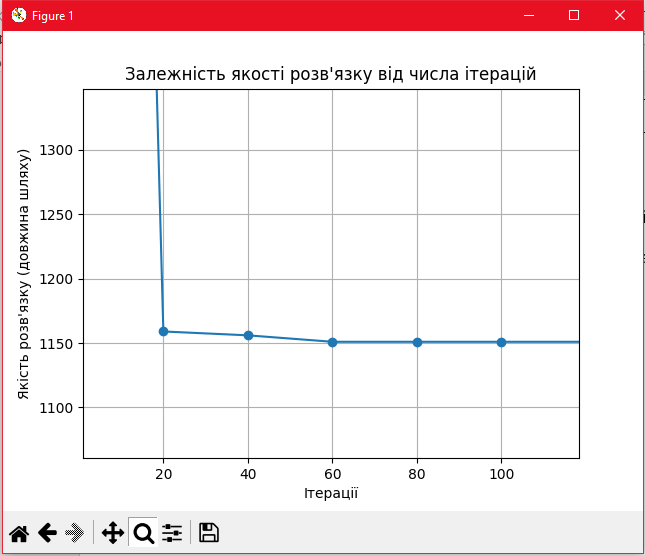 Figure 1
Залежність якості розв'язку від числа ітерацій
Якість розв'язку (довжина шляху)
1300
1250
1200
1150
1100
20 40 60 80 100
Ітерації